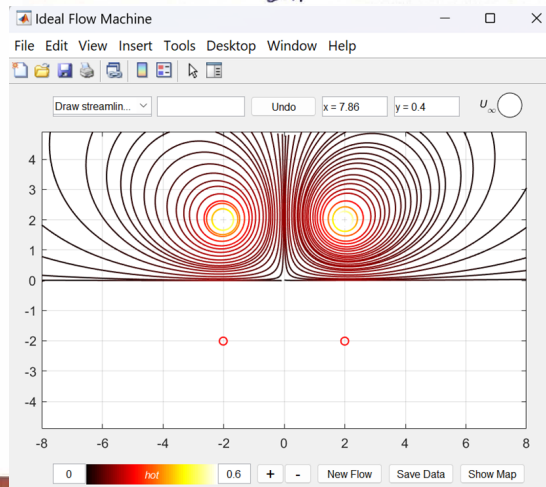 Ideal Flow Machine
File Edit View Insert Tools Desktop Window Help
Draw streamlin... Undo x = 7.86 y = 0.4 U∞
4
3
2
1
0
-1
-2
-3
-4
-8 -6 -4 -2 0 2 4 6 8
0 hot 0.6 + - New Flow Save Data Show Map